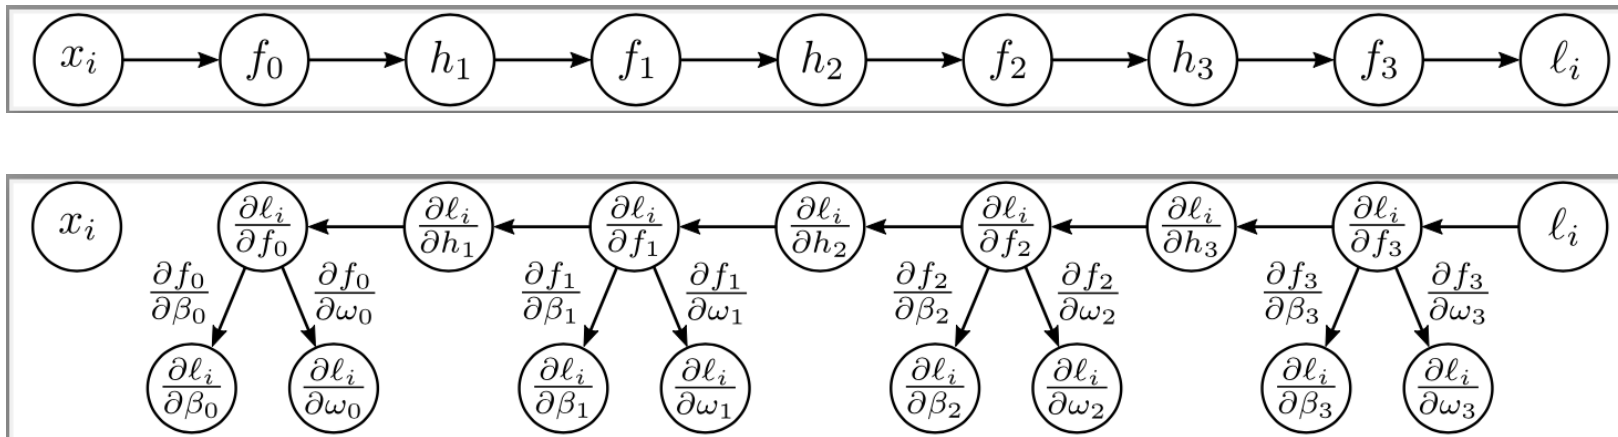 xᵢ f₀ h₁ f₁ h₂ f₂ h₃ f₃ ℓᵢ
xᵢ ∂ℓᵢ/∂f₀ ∂ℓᵢ/∂h₁ ∂ℓᵢ/∂f₁ ∂ℓᵢ/∂h₂ ∂ℓᵢ/∂f₂ ∂ℓᵢ/∂h₃ ∂ℓᵢ/∂f₃ ℓᵢ
∂f₀/∂β₀ ∂f₀/∂ω₀ ∂f₁/∂β₁ ∂f₁/∂ω₁ ∂f₂/∂β₂ ∂f₂/∂ω₂ ∂f₃/∂β₃ ∂f₃/∂ω₃
∂ℓᵢ/∂β₀ ∂ℓᵢ/∂ω₀ ∂ℓᵢ/∂β₁ ∂ℓᵢ/∂ω₁ ∂ℓᵢ/∂β₂ ∂ℓᵢ/∂ω₂ ∂ℓᵢ/∂β₃ ∂ℓᵢ/∂ω₃